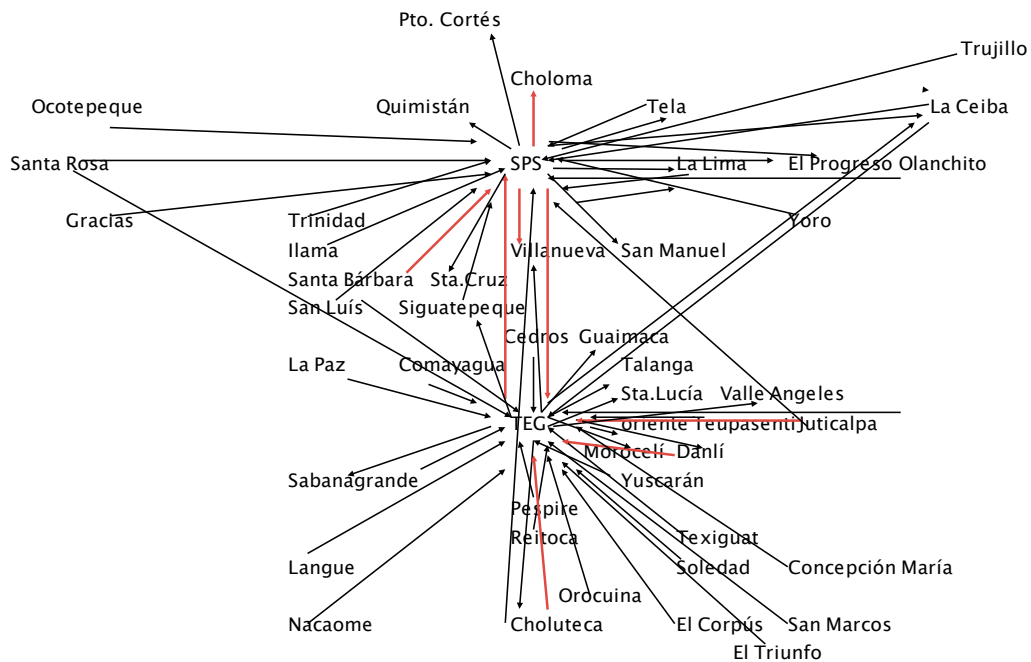 Pto. Cortés
Trujillo
Choloma
Ocotepeque
Quimistán
Tela
La Ceiba
Santa Rosa
SPS
La Lima
El Progreso
Olanchito
Gracias
Trinidad
Yoro
Ilama
Villanueva
San Manuel
Santa Bárbara
Sta.Cruz
San Luís
Siguatepeque
Cedros
Guaimaca
La Paz
Comayagua
Talanga
Sta.Lucía
Valle Angeles
TEG
oriente
Teupasenti
Juticalpa
Morocelí
Danlí
Sabanagrande
Yuscarán
Pespire
Reitoca
Texiguat
Langue
Soledad
Concepción María
Orocuina
Nacaome
Choluteca
El Corpús
San Marcos
El Triunfo